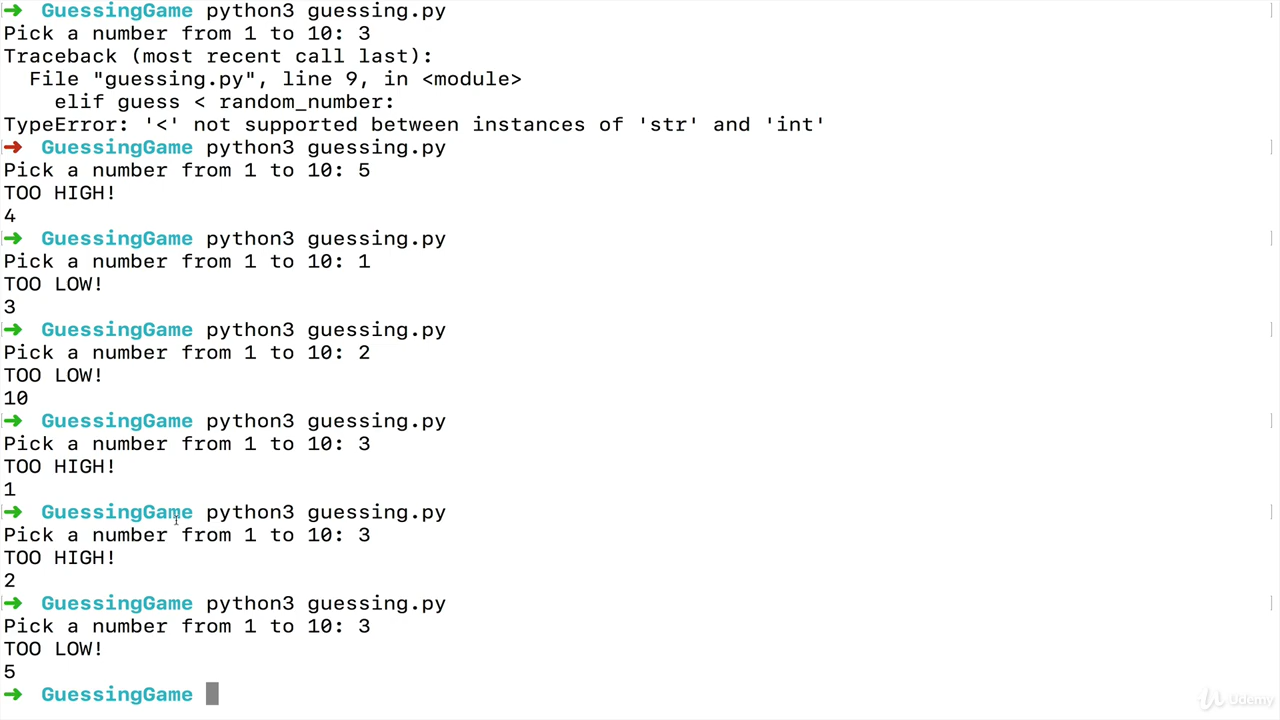 ➜ GuessingGame python3 guessing.py
Pick a number from 1 to 10: 3
Traceback (most recent call last):
  File "guessing.py", line 9, in <module>
    elif guess < random_number:
TypeError: '<' not supported between instances of 'str' and 'int'
➜ GuessingGame python3 guessing.py
Pick a number from 1 to 10: 5
TOO HIGH!
4
➜ GuessingGame python3 guessing.py
Pick a number from 1 to 10: 1
TOO LOW!
3
➜ GuessingGame python3 guessing.py
Pick a number from 1 to 10: 2
TOO LOW!
10
➜ GuessingGame python3 guessing.py
Pick a number from 1 to 10: 3
TOO HIGH!
1
➜ GuessingGame python3 guessing.py
Pick a number from 1 to 10: 3
TOO HIGH!
2
➜ GuessingGame python3 guessing.py
Pick a number from 1 to 10: 3
TOO LOW!
5
➜ GuessingGame
Udemy